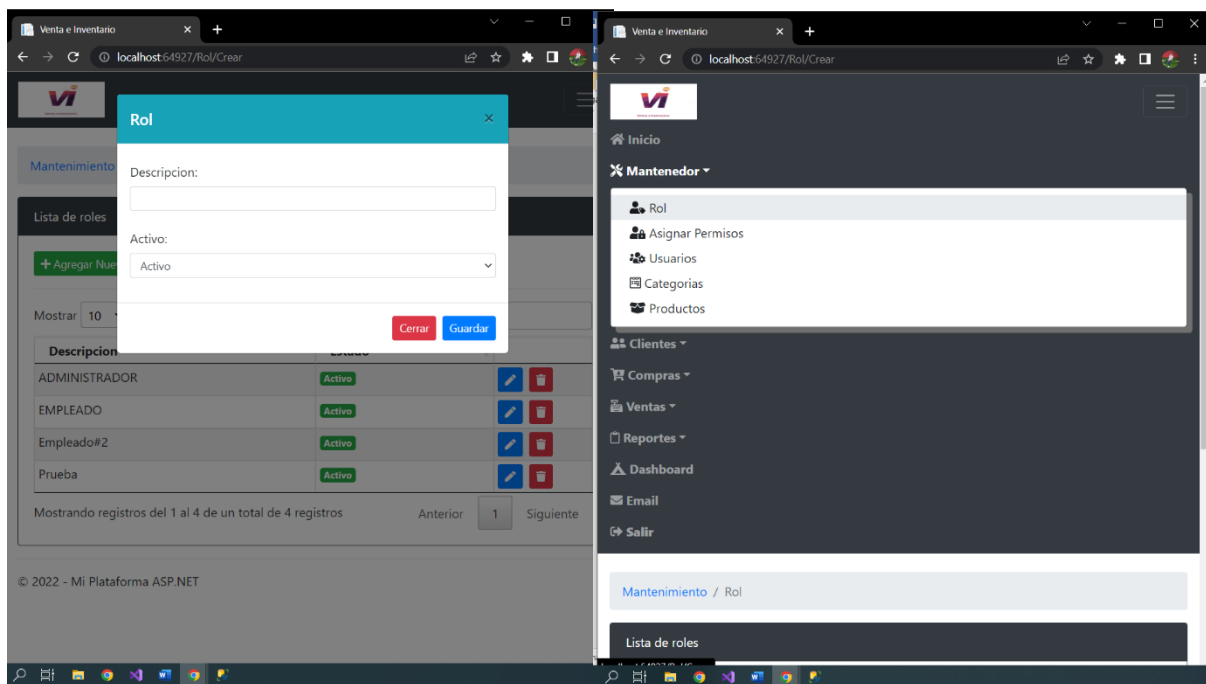 Venta e Inventario
localhost:64927/Rol/Crear
Vi
Rol
Mantenimiento
Descripcion:
Lista de roles
Activo:
Agregar Nue
Activo
Mostrar 10
Cerrar Guardar
Descripcion
ADMINISTRADOR Activo
EMPLEADO Activo
Empleado#2 Activo
Prueba Activo
Mostrando registros del 1 al 4 de un total de 4 registros Anterior 1 Siguiente
© 2022 - Mi Plataforma ASP.NET
Venta e Inventario
localhost:64927/Rol/Crear
Vi
Inicio
Mantenedor
Rol
Asignar Permisos
Usuarios
Categorias
Productos
Clientes
Compras
Ventas
Reportes
Dashboard
Email
Salir
Mantenimiento / Rol
Lista de roles